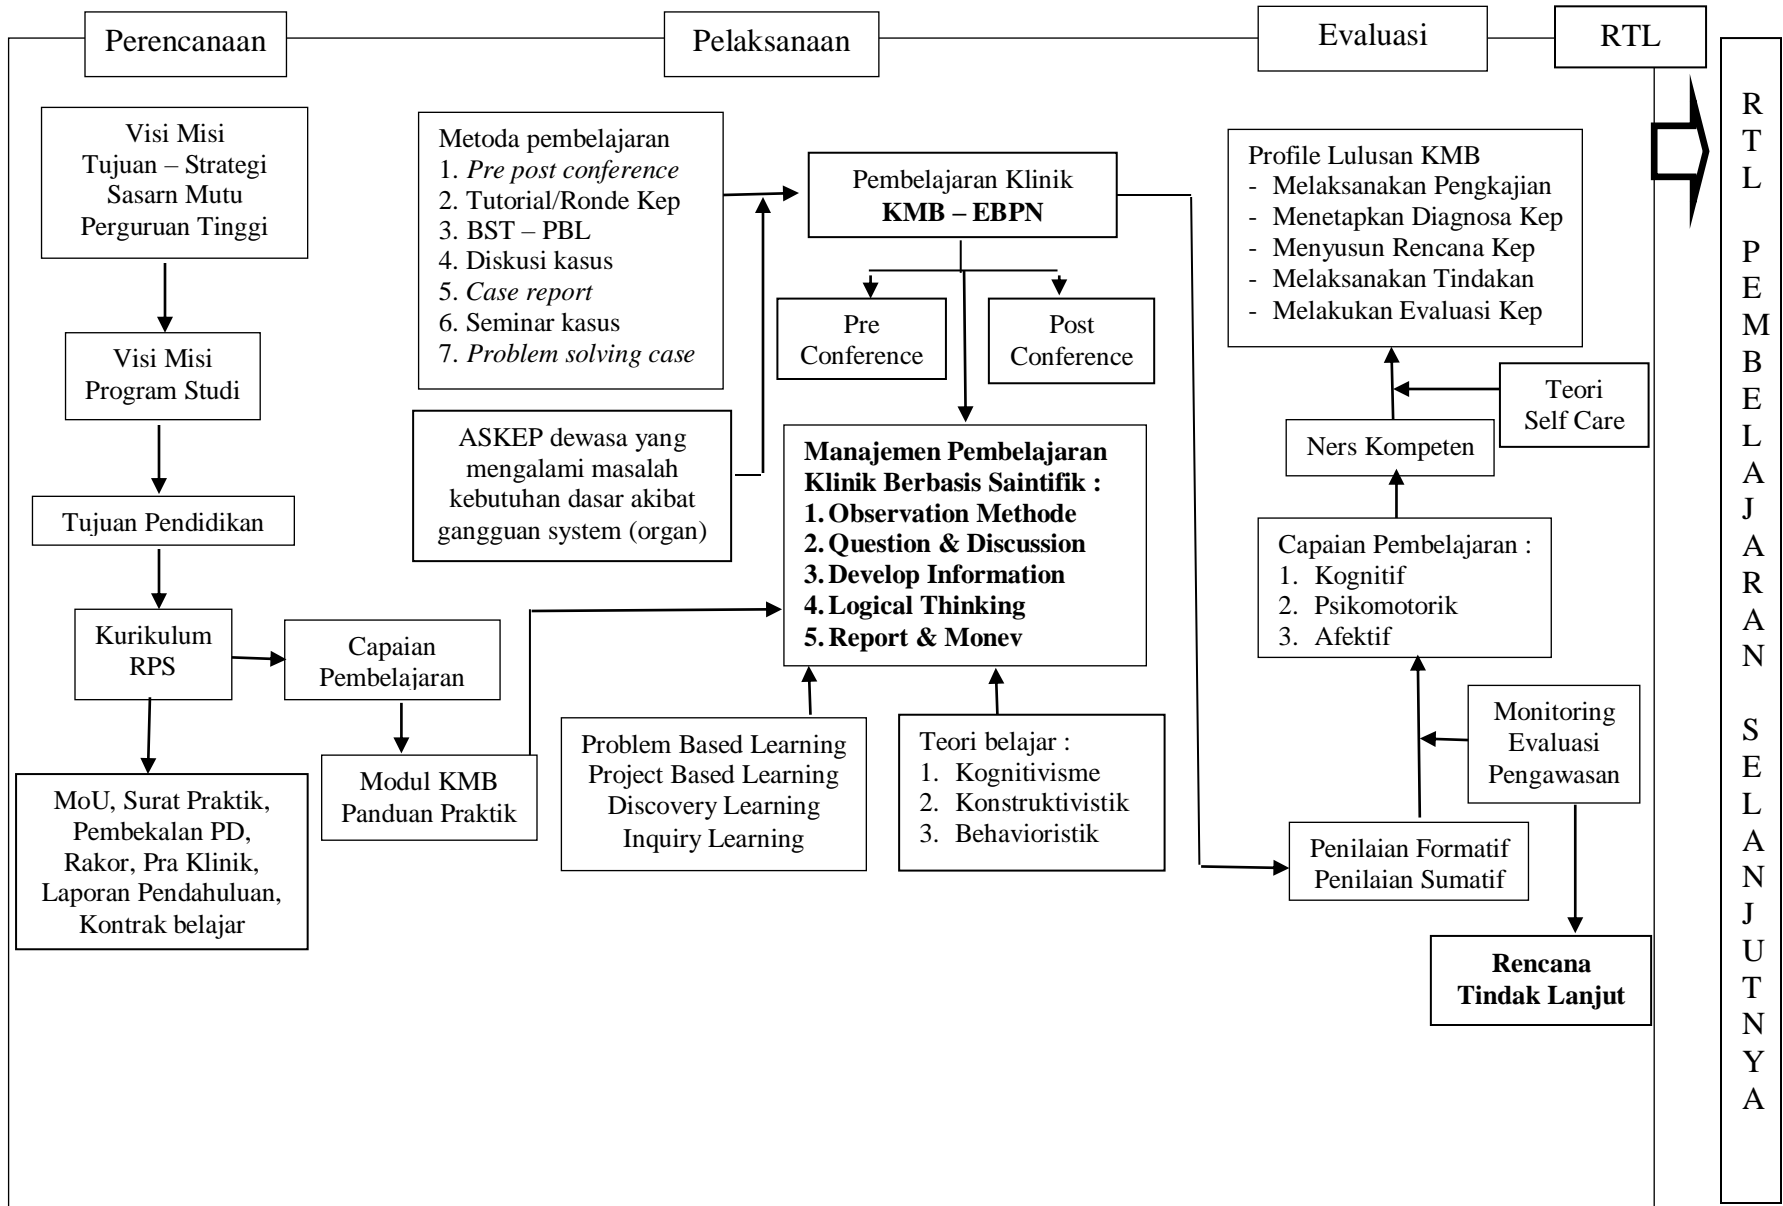 Perencanaan
Pelaksanaan
Evaluasi
RTL
Visi Misi
Tujuan – Strategi
Sasarn Mutu
Perguruan Tinggi
Visi Misi
Program Studi
Tujuan Pendidikan
Kurikulum
RPS
Capaian
Pembelajaran
MoU, Surat Praktik,
Pembekalan PD,
Rakor, Pra Klinik,
Laporan Pendahuluan,
Kontrak belajar
Modul KMB
Panduan Praktik
Metoda pembelajaran
1. Pre post conference
2. Tutorial/Ronde Kep
3. BST – PBL
4. Diskusi kasus
5. Case report
6. Seminar kasus
7. Problem solving case
ASKEP dewasa yang
mengalami masalah
kebutuhan dasar akibat
gangguan system (organ)
Pembelajaran Klinik
KMB – EBPN
Pre
Conference
Post
Conference
Manajemen Pembelajaran
Klinik Berbasis Saintifik :
1. Observation Methode
2. Question & Discussion
3. Develop Information
4. Logical Thinking
5. Report & Monev
Problem Based Learning
Project Based Learning
Discovery Learning
Inquiry Learning
Teori belajar :
1. Kognitivisme
2. Konstruktivistik
3. Behavioristik
Profile Lulusan KMB
- Melaksanakan Pengkajian
- Menetapkan Diagnosa Kep
- Menyusun Rencana Kep
- Melaksanakan Tindakan
- Melakukan Evaluasi Kep
Teori
Self Care
Ners Kompeten
Capaian Pembelajaran :
1. Kognitif
2. Psikomotorik
3. Afektif
Monitoring
Evaluasi
Pengawasan
Penilaian Formatif
Penilaian Sumatif
Rencana
Tindak Lanjut
RTL PEMBELAJARAN SELANJUTNYA